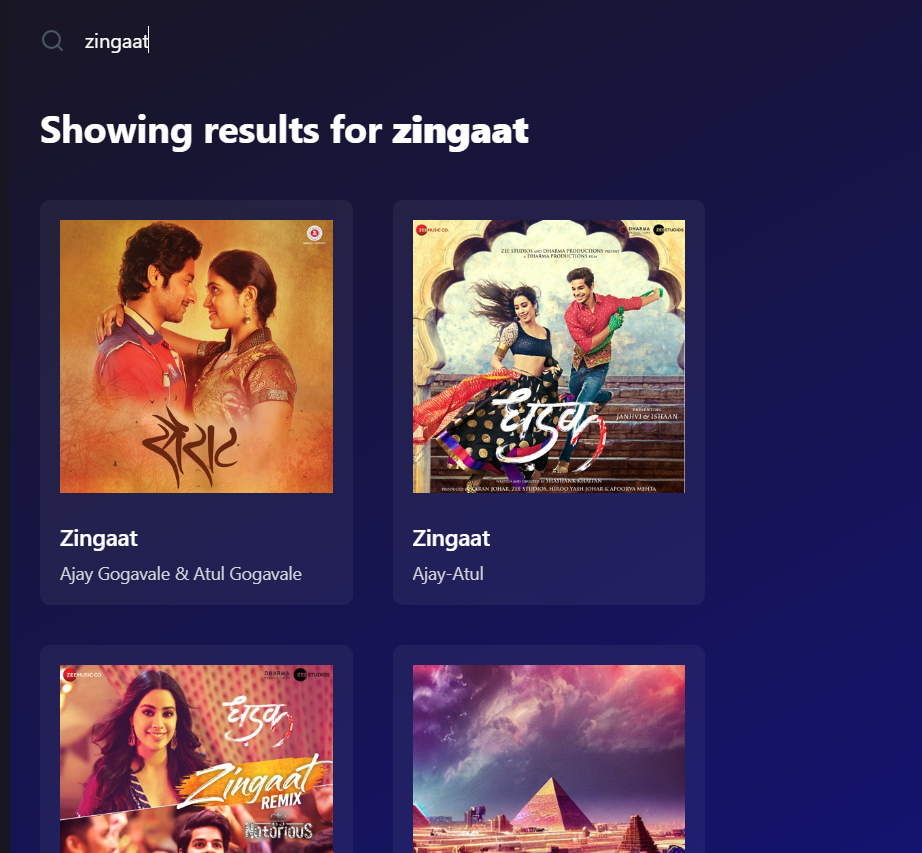 zingaat
Showing results for zingaat
सैराट
ZEE MUSIC CO.
DHARMA
ZEE STUDIOS
ZEE STUDIOS AND DHARMA PRODUCTIONS PRESENT
A DHARMA PRODUCTIONS FILM
धड़क
JANHVI & ISHAAN
WRITTEN AND DIRECTED BY SHASHANK KHAITAN
PRODUCED BY KARAN JOHAR, ZEE STUDIOS, HIROO YASH JOHAR & APOORVA MEHTA
Zingaat
Ajay Gogavale & Atul Gogavale
Zingaat
Ajay-Atul
ZEE MUSIC CO.
DHARMA
ZEE STUDIOS
धड़क
Zingaat
REMIX
NOTORIOUS